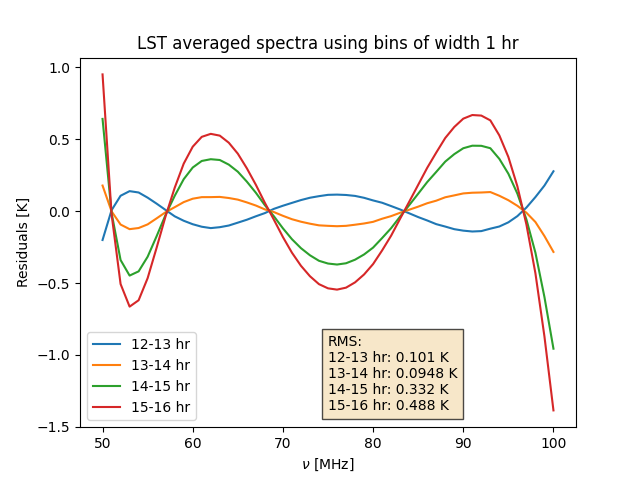 LST averaged spectra using bins of width 1 hr
Residuals [K]
1.0
0.5
0.0
−0.5
−1.0
−1.5
12-13 hr
13-14 hr
14-15 hr
15-16 hr
RMS:
12-13 hr: 0.101 K
13-14 hr: 0.0948 K
14-15 hr: 0.332 K
15-16 hr: 0.488 K
50 60 70 80 90 100
ν [MHz]